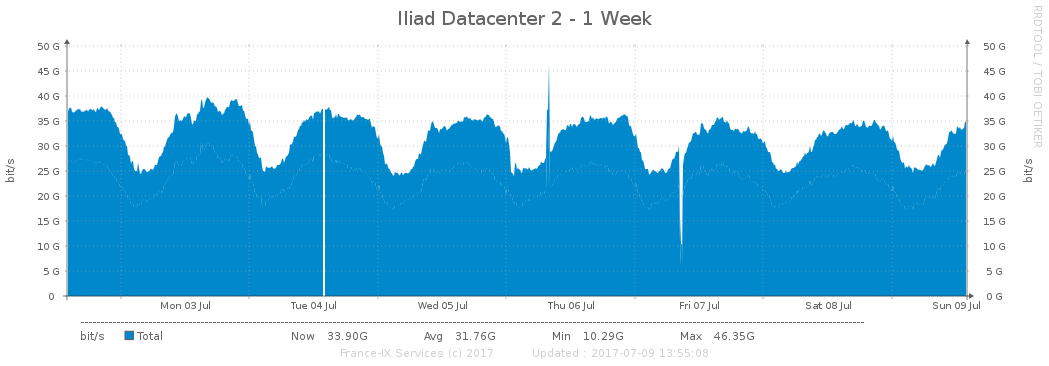 Iliad Datacenter 2 - 1 Week
RRDTOOL / TOBI OETIKER
50 G 50 G
45 G 45 G
40 G 40 G
35 G 35 G
30 G 30 G
25 G 25 G
20 G 20 G
15 G 15 G
10 G 10 G
5 G 5 G
0 0 G
bit/s
bit/s
Mon 03 Jul Tue 04 Jul Wed 05 Jul Thu 06 Jul Fri 07 Jul Sat 08 Jul Sun 09 Jul
bit/s Total Now 33.90G Avg 31.76G Min 10.29G Max 46.35G
France-IX Services (c) 2017 Updated : 2017-07-09 13:55:08